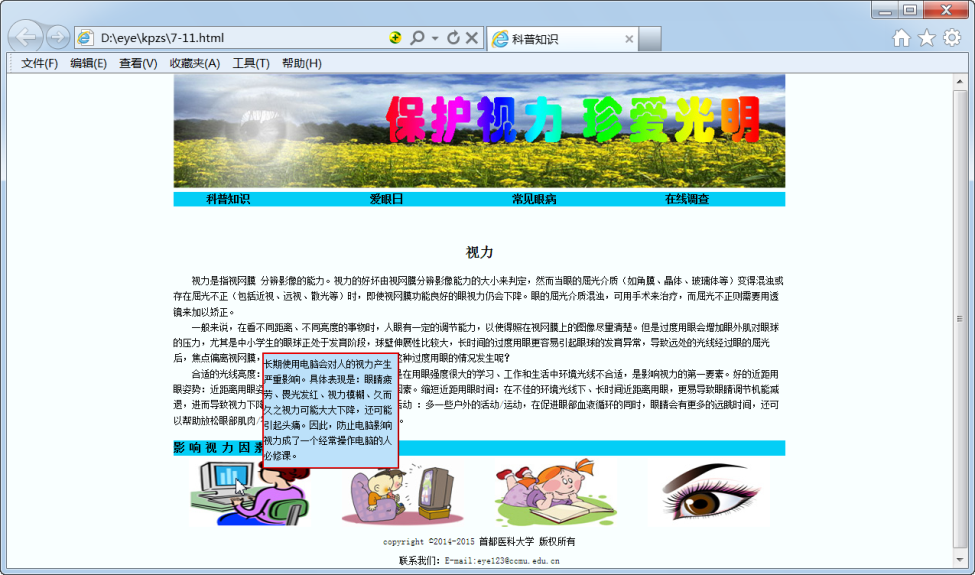 D:\eye\kpzs\7-11.html
科普知识
文件(F) 编辑(E) 查看(V) 收藏夹(A) 工具(T) 帮助(H)
保护视力 珍爱光明
科普知识 爱眼日 常见眼病 在线调查
视力
视力是指视网膜 分辨影像的能力。视力的好坏由视网膜分辨影像能力的大小来判定，然而当眼的屈光介质（如角膜、晶体、玻璃体等）变得混浊或
存在屈光不正（包括近视、远视、散光等）时，即使视网膜功能良好的眼视力仍会下降。眼的屈光介质混浊，可用手术来治疗，而屈光不正则需要用透
镜来加以矫正。
一般来说，在看不同距离、不同亮度的事物时，人眼有一定的调节能力，以使得照在视网膜上的图像尽量清楚。但是过度用眼会增加眼外肌对眼球
的压力，尤其是中小学生的眼球正处于发育阶段，球壁伸展性比较大，长时间的过度用眼更容易引起眼球的发育异常，导致远处的光线经过眼的屈光
后，焦点偏离视网膜， 这种过度用眼的情况发生呢？
合适的光线亮度： 是在用眼强度很大的学习、工作和生活中环境光线不合适，是影响视力的第一要素。好的近距用
眼姿势：近距离用眼 因素。缩短近距用眼时间：在不佳的环境光线下、长时间近距离用眼，更易导致眼睛调节机能减
退，进而导致视力下 活动 ：多一些户外的活动/运动，在促进眼部血液循环的同时，眼睛会有更多的远眺时间，还可
以帮助放松眼部肌肉/ 。
长期使用电脑会对人的视力产生
严重影响。具体表现是：眼睛疲
劳、畏光发红、视力模糊、久而
久之视力可能大大下降，还可能
引起头痛。因此，防止电脑影响
视力成了一个经常操作电脑的人
必修课。
影 响 视 力 因 素
copyright ©2014-2015 首都医科大学 版权所有
联系我们：E-mail:eye123@ccmu.edu.cn